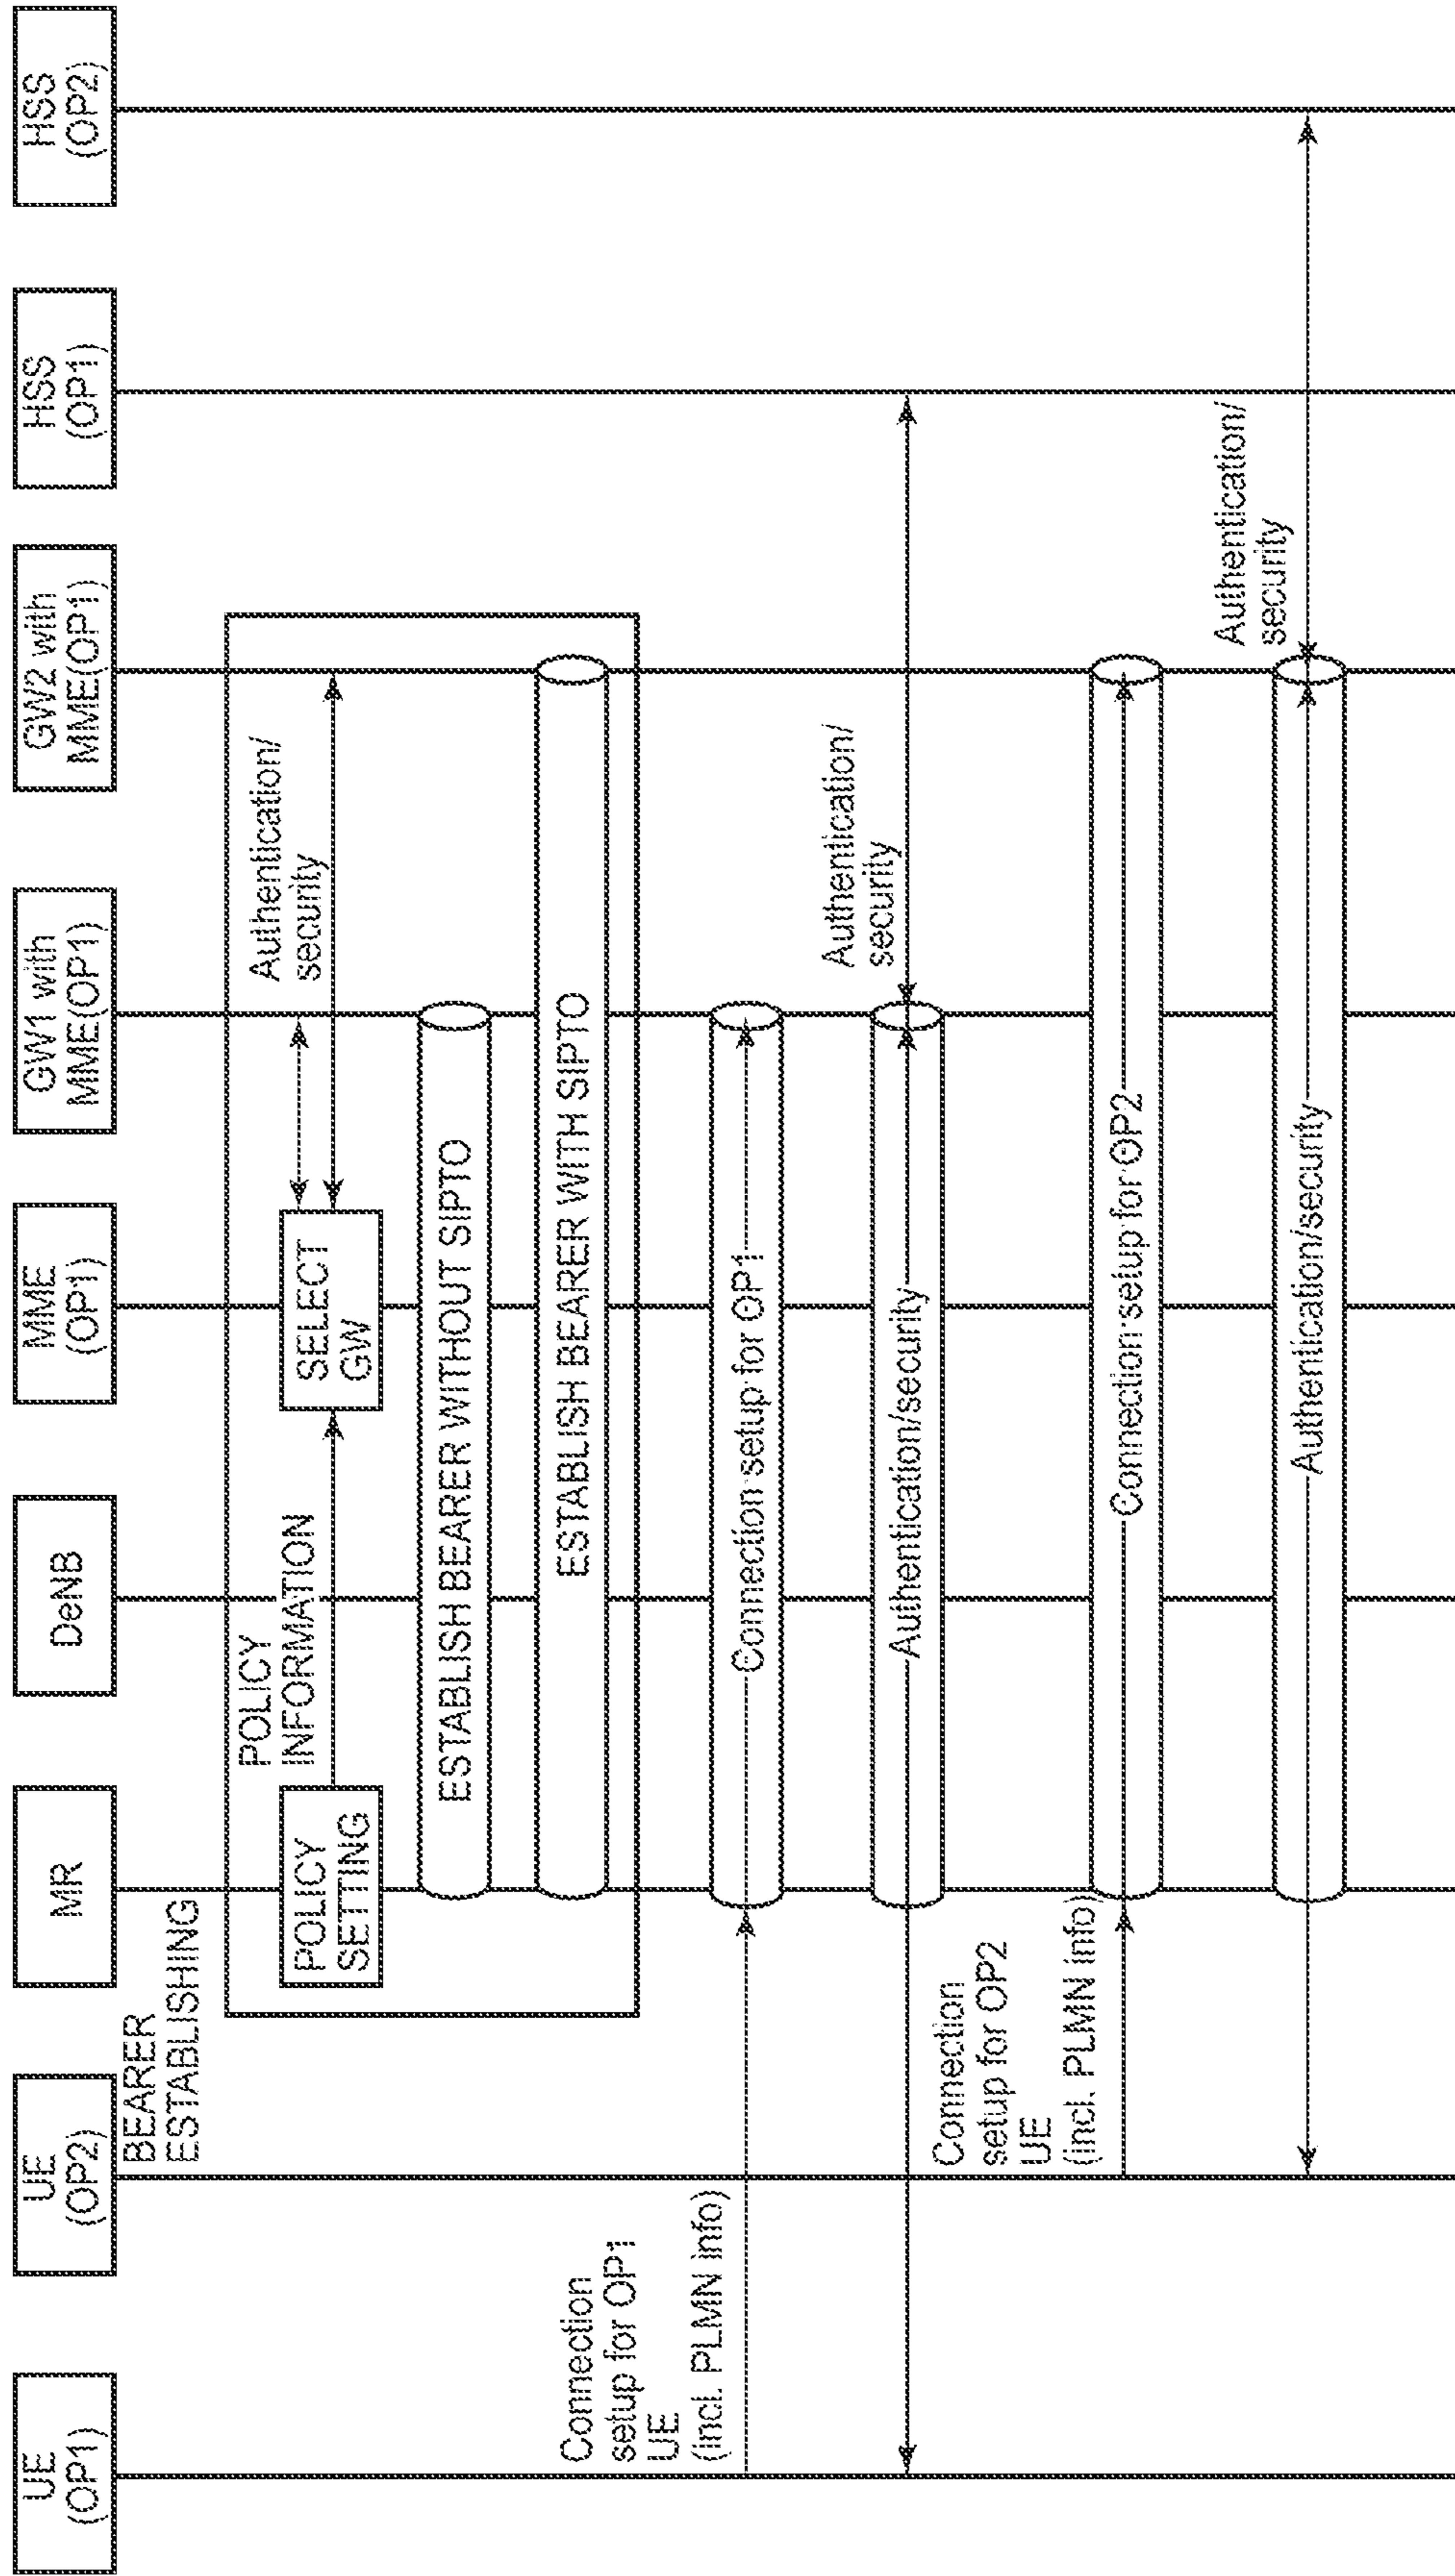 UE
(OP1)
UE
(OP2)
MR
DeNB
MME
(OP1)
GW1 with
MME(OP1)
GW2 with
MME(OP1)
HSS
(OP1)
HSS
(OP2)
BEARER
ESTABLISHING
POLICY
INFORMATION
Authentication/
security
POLICY
SETTING
SELECT
GW
ESTABLISH BEARER WITHOUT SIPTO
ESTABLISH BEARER WITH SIPTO
Connection
setup for OP1
UE
(incl. PLMN info)
Connection setup for OP1
Authentication/
security
Authentication/security
Connection
setup for OP2
UE
(incl. PLMN info)
Connection setup for OP2
Authentication/
security
Authentication/security